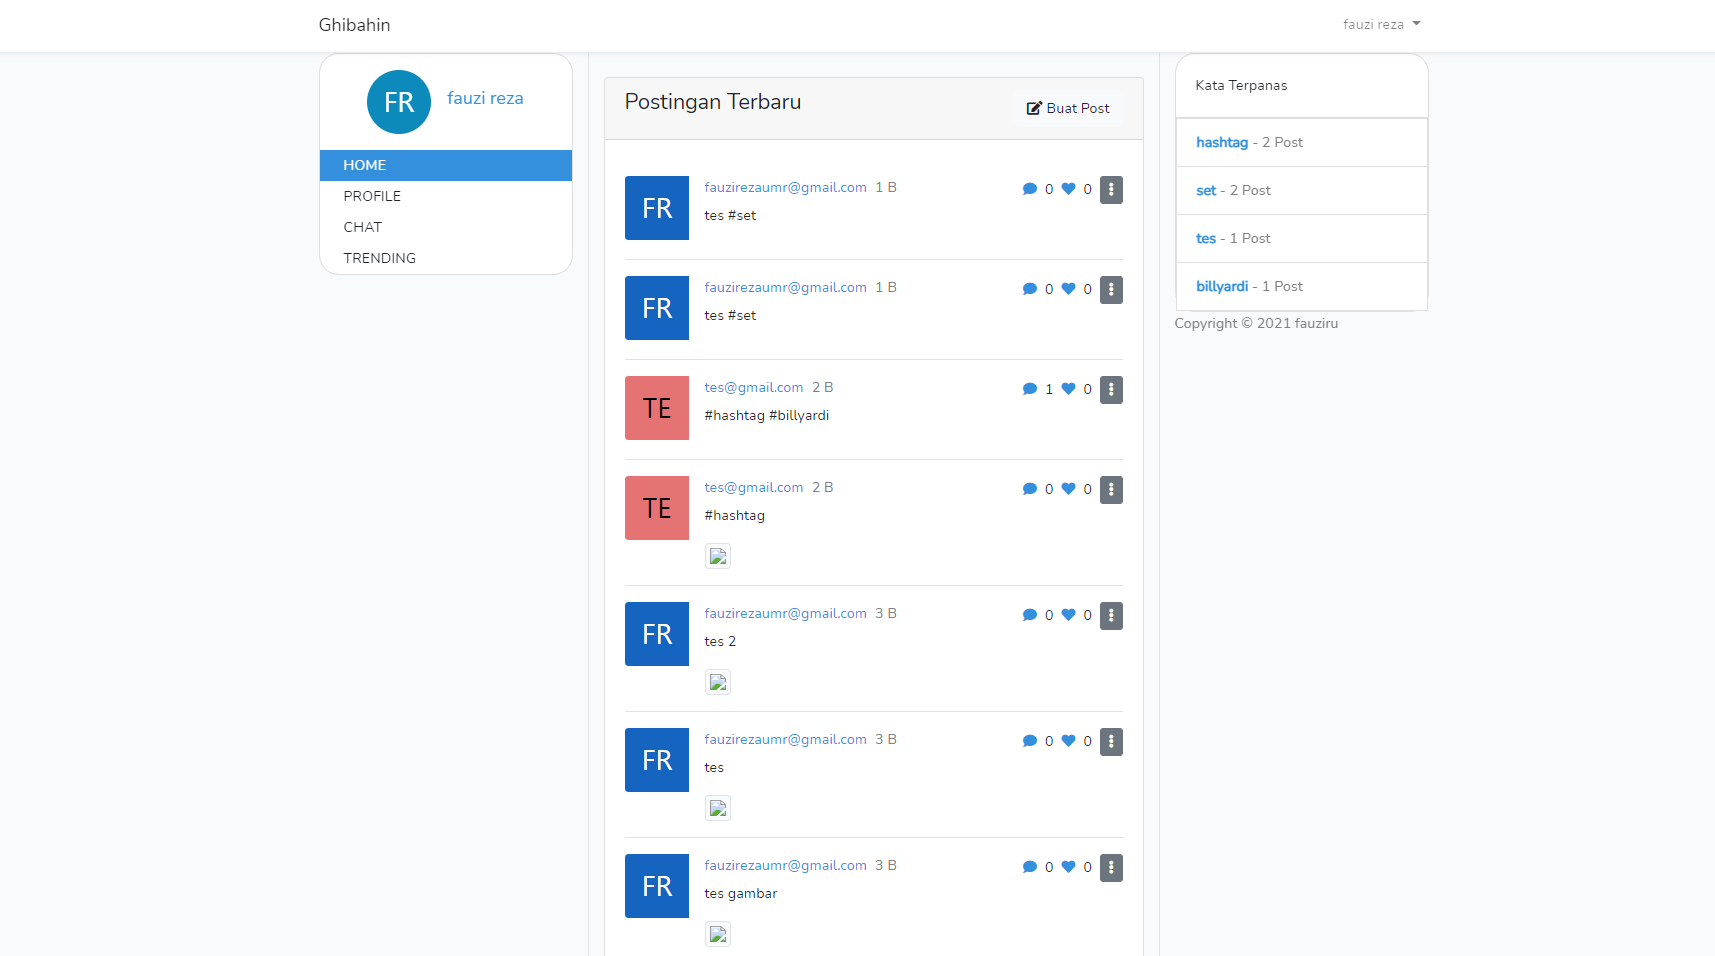 Ghibahin
fauzi reza
FR
fauzi reza
HOME
PROFILE
CHAT
TRENDING
Postingan Terbaru
Buat Post
FR
fauzirezaumr@gmail.com 1 B
0 0
tes #set
FR
fauzirezaumr@gmail.com 1 B
0 0
tes #set
TE
tes@gmail.com 2 B
1 0
#hashtag #billyardi
TE
tes@gmail.com 2 B
0 0
#hashtag
FR
fauzirezaumr@gmail.com 3 B
0 0
tes 2
FR
fauzirezaumr@gmail.com 3 B
0 0
tes
FR
fauzirezaumr@gmail.com 3 B
0 0
tes gambar
Kata Terpanas
hashtag - 2 Post
set - 2 Post
tes - 1 Post
billyardi - 1 Post
Copyright © 2021 fauziru